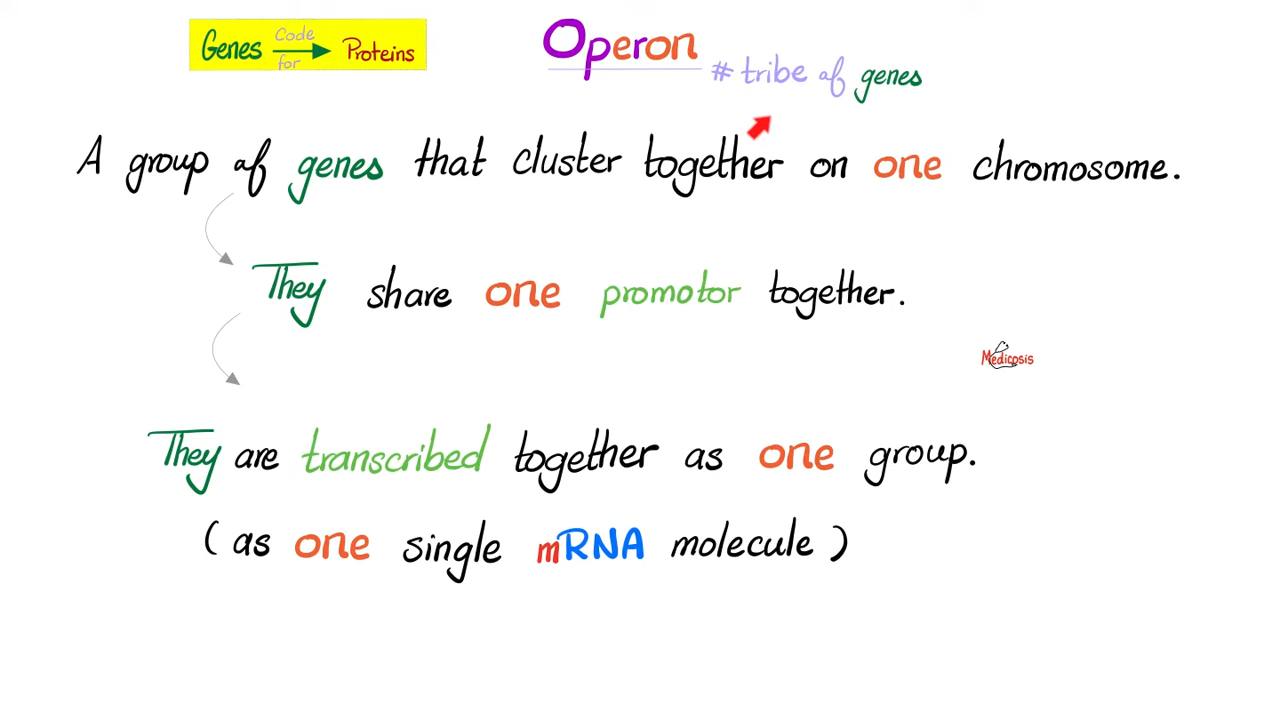 Genes Code for Proteins
Operon
# tribe of genes
A group of genes that cluster together on one chromosome.
They share one promotor together.
Medicosis
They are transcribed together as one group.
(as one single mRNA molecule)